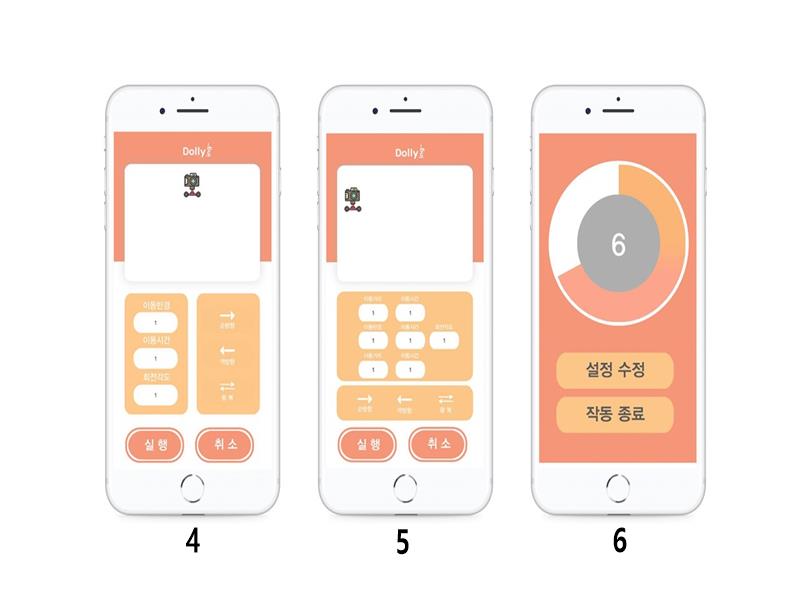 Dolly
이동반경
1
이동시간
1
회전각도
1
순방향
역방향
왕 복
실 행
취 소
4
Dolly
이동거리 이동시간
1 1
이동반경 이동시간 회전각도
1 1 1
이동거리 이동시간
1 1
순방향 역방향 왕 복
실 행
취 소
5
6
설정 수정
작동 종료
6